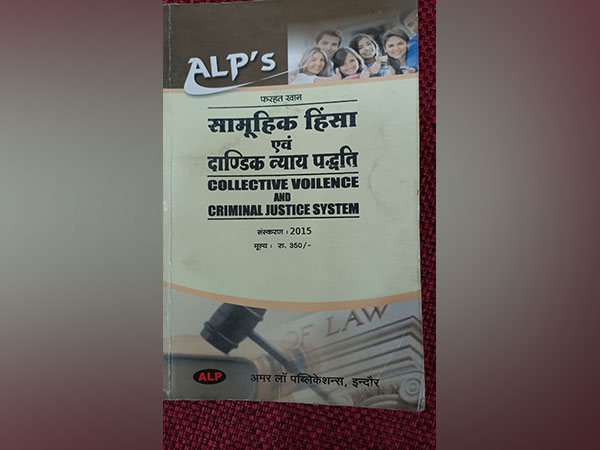 ALP's
फरहत खान
सामूहिक हिंसा
एवं
दाण्डिक न्याय पद्धति
COLLECTIVE VOILENCE
AND
CRIMINAL JUSTICE SYSTEM
संस्करण : 2015
मूल्य : रु. 350/-
OF LAW
ALP अमर लॉ पब्लिकेशन्स, इन्दौर